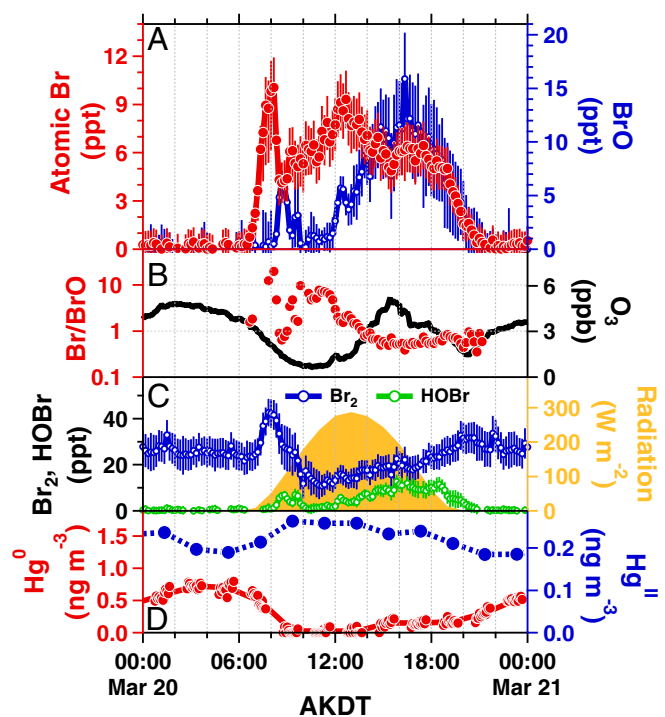 A
Atomic Br
(ppt)
12
9
6
3
0
20
15
10
5
0
BrO
(ppt)
B
Br/BrO
10
1
0.1
6
3
0
O3
(ppb)
C
Br2 HOBr
Br2, HOBr
(ppt)
40
20
0
300
200
100
0
Radiation
(W m-2)
D
Hg0
(ng m-3)
1.5
1.0
0.5
0.0
0.2
0.1
0.0
HgII
(ng m-3)
00:00 06:00 12:00 18:00 00:00
Mar 20 Mar 21
AKDT